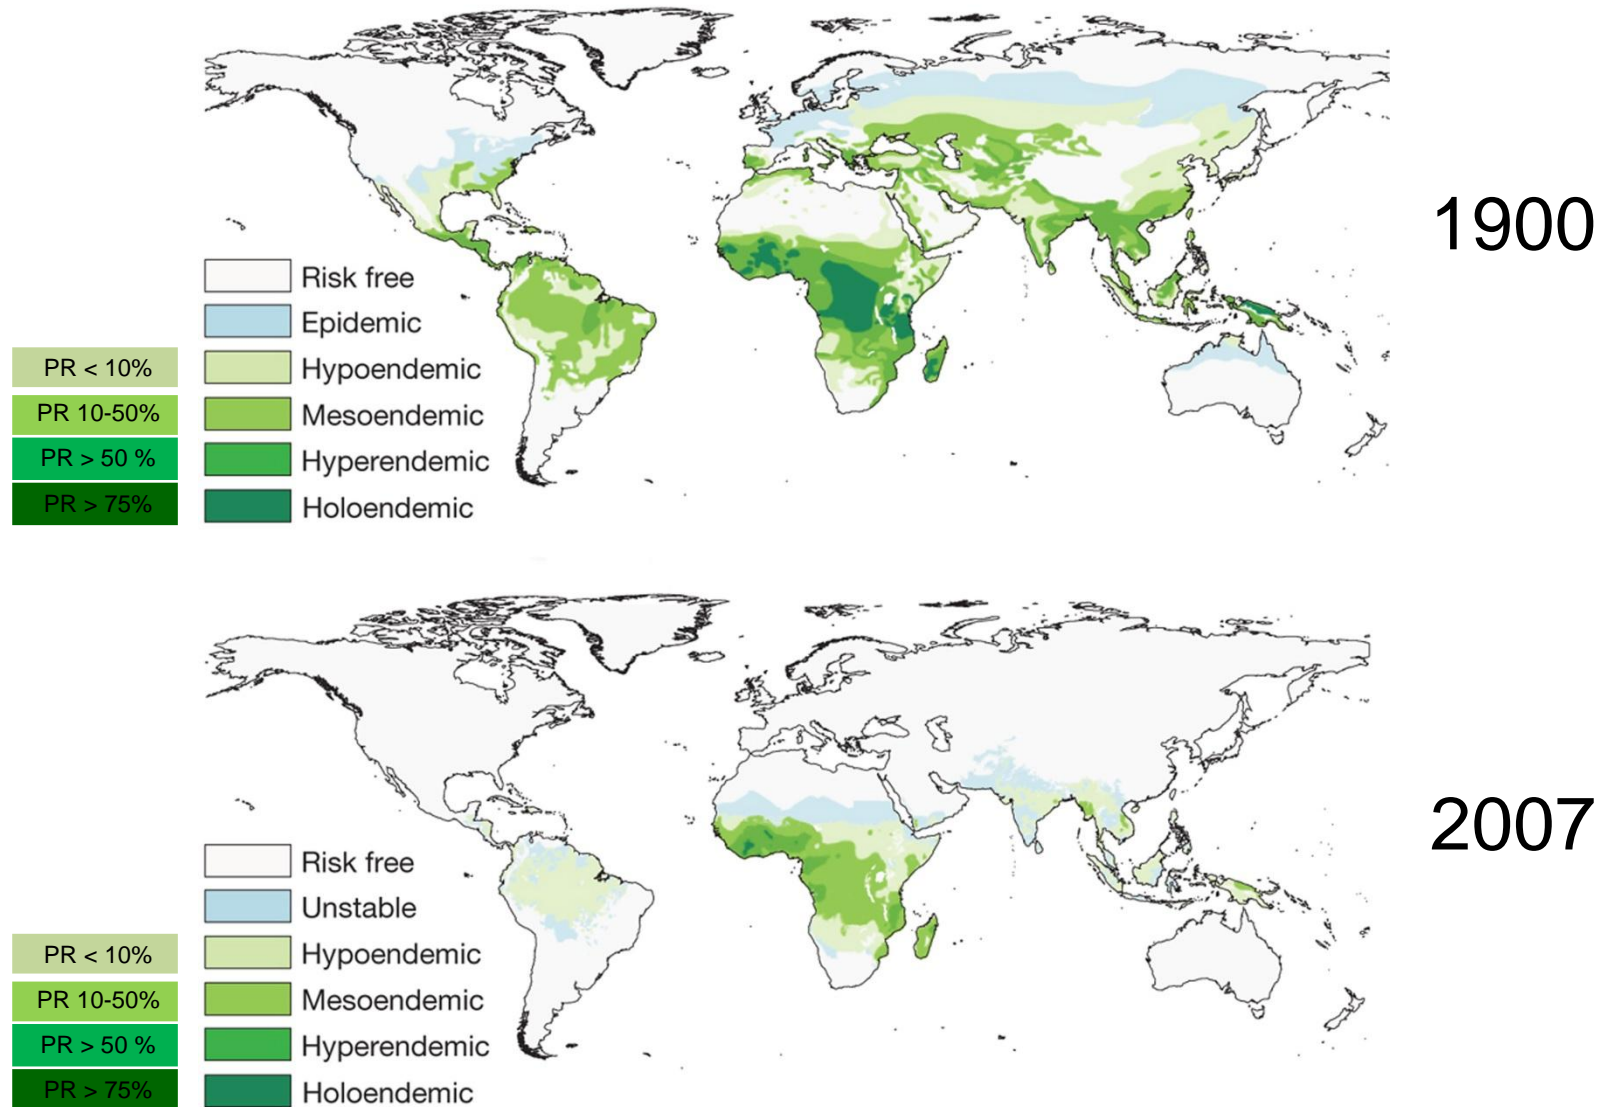 1900
Risk free
Epidemic
PR < 10%
Hypoendemic
PR 10-50%
Mesoendemic
PR > 50 %
Hyperendemic
PR > 75%
Holoendemic
2007
Risk free
Unstable
PR < 10%
Hypoendemic
PR 10-50%
Mesoendemic
PR > 50 %
Hyperendemic
PR > 75%
Holoendemic